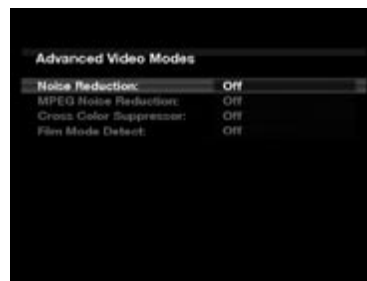 Advanced Video Modes
Noise Reduction: Off
MPEG Noise Reduction: Off
Cross Color Suppressor: Off
Film Mode Detect: Off